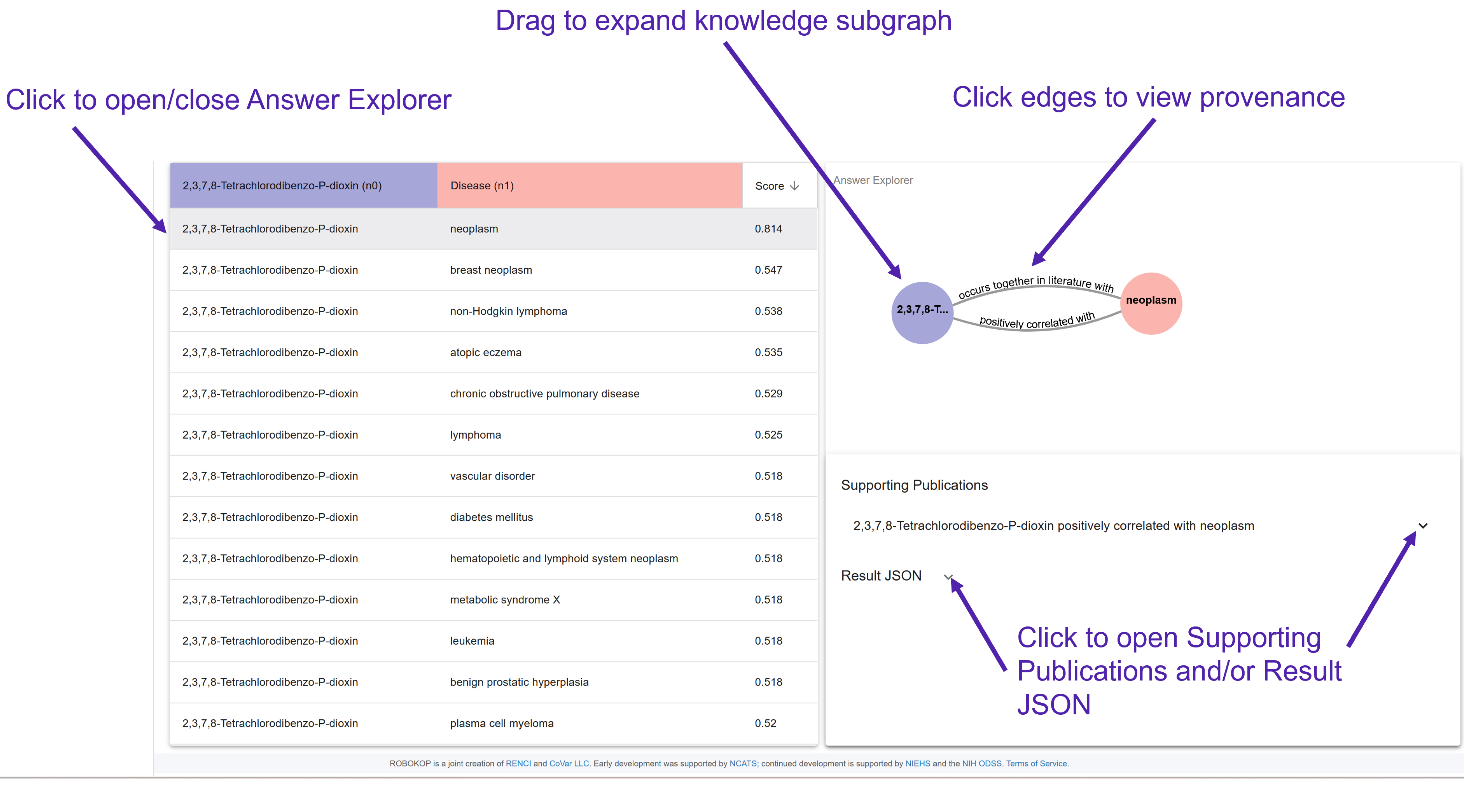 Drag to expand knowledge subgraph
Click to open/close Answer Explorer
Click edges to view provenance
2,3,7,8-Tetrachlorodibenzo-P-dioxin (n0) Disease (n1) Score
2,3,7,8-Tetrachlorodibenzo-P-dioxin neoplasm 0.814
2,3,7,8-Tetrachlorodibenzo-P-dioxin breast neoplasm 0.547
2,3,7,8-Tetrachlorodibenzo-P-dioxin non-Hodgkin lymphoma 0.538
2,3,7,8-Tetrachlorodibenzo-P-dioxin atopic eczema 0.535
2,3,7,8-Tetrachlorodibenzo-P-dioxin chronic obstructive pulmonary disease 0.529
2,3,7,8-Tetrachlorodibenzo-P-dioxin lymphoma 0.525
2,3,7,8-Tetrachlorodibenzo-P-dioxin vascular disorder 0.518
2,3,7,8-Tetrachlorodibenzo-P-dioxin diabetes mellitus 0.518
2,3,7,8-Tetrachlorodibenzo-P-dioxin hematopoietic and lymphoid system neoplasm 0.518
2,3,7,8-Tetrachlorodibenzo-P-dioxin metabolic syndrome X 0.518
2,3,7,8-Tetrachlorodibenzo-P-dioxin leukemia 0.518
2,3,7,8-Tetrachlorodibenzo-P-dioxin benign prostatic hyperplasia 0.518
2,3,7,8-Tetrachlorodibenzo-P-dioxin plasma cell myeloma 0.52
Answer Explorer
occurs together in literature with
2,3,7,8-T...
neoplasm
positively correlated with
Supporting Publications
2,3,7,8-Tetrachlorodibenzo-P-dioxin positively correlated with neoplasm
Result JSON
Click to open Supporting
Publications and/or Result
JSON
ROBOKOP is a joint creation of RENCI and CoVar LLC. Early development was supported by NCATS; continued development is supported by NIEHS and the NIH ODSS. Terms of Service.